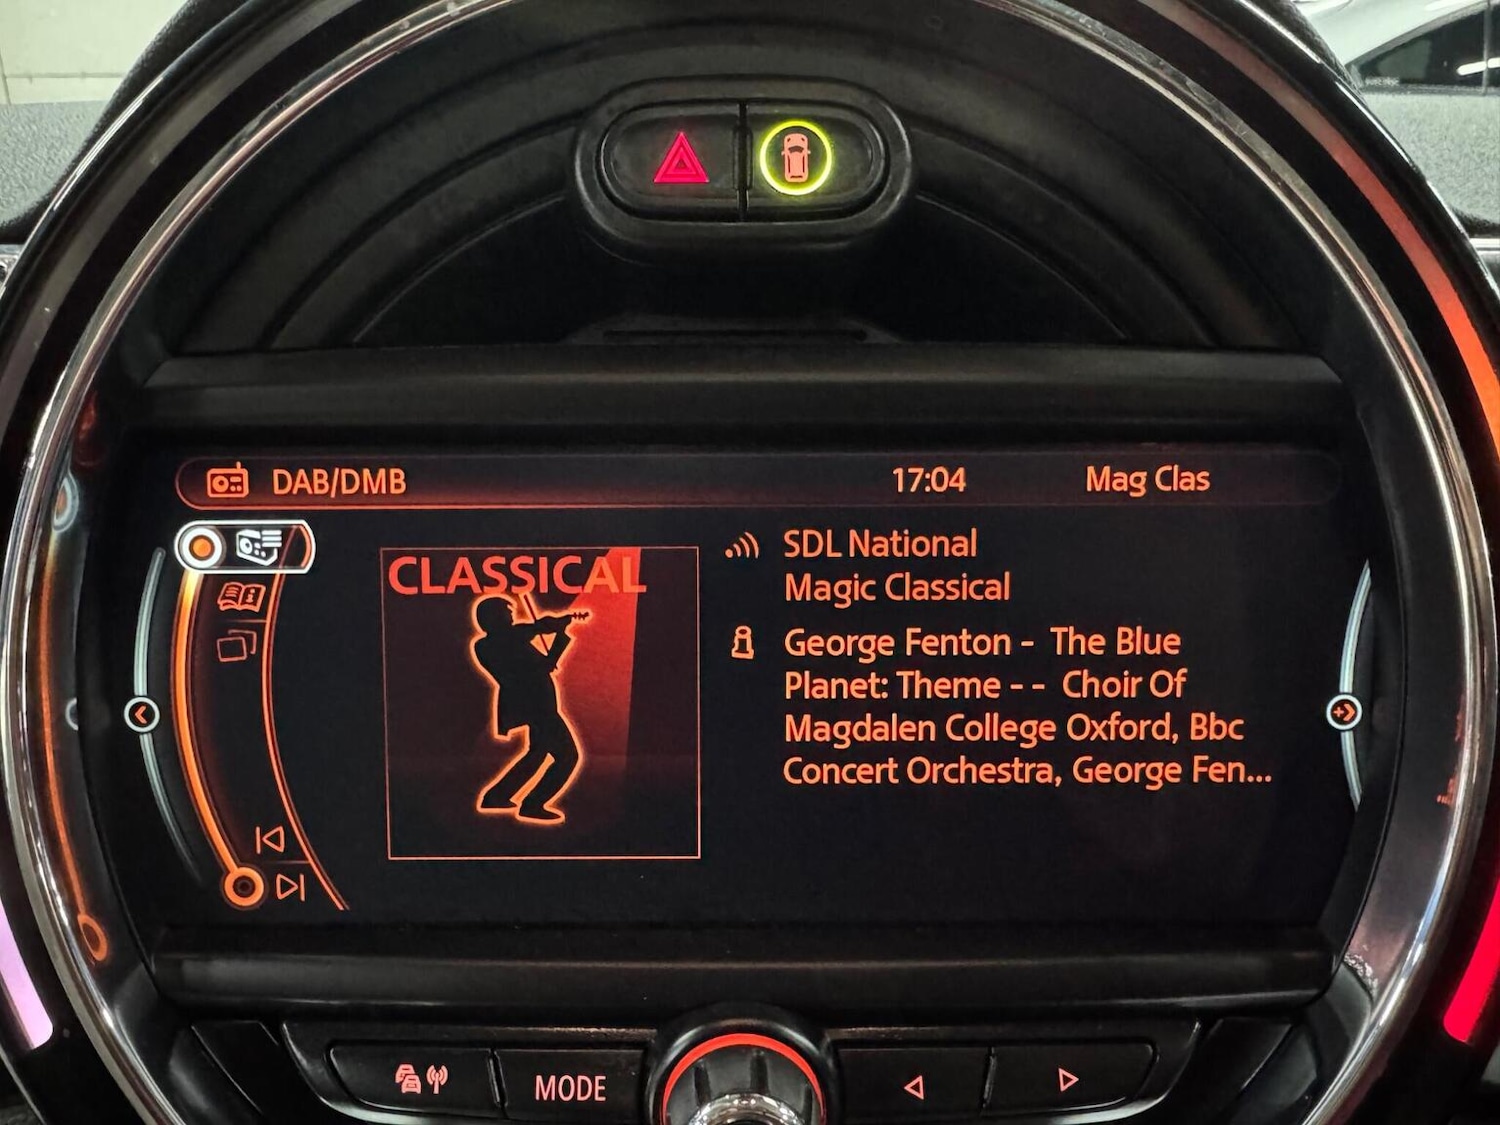 DAB/DMB 17:04 Mag Clas
CLASSICAL
SDL National
Magic Classical
George Fenton - The Blue
Planet: Theme - - Choir Of
Magdalen College Oxford, Bbc
Concert Orchestra, George Fen...
MODE